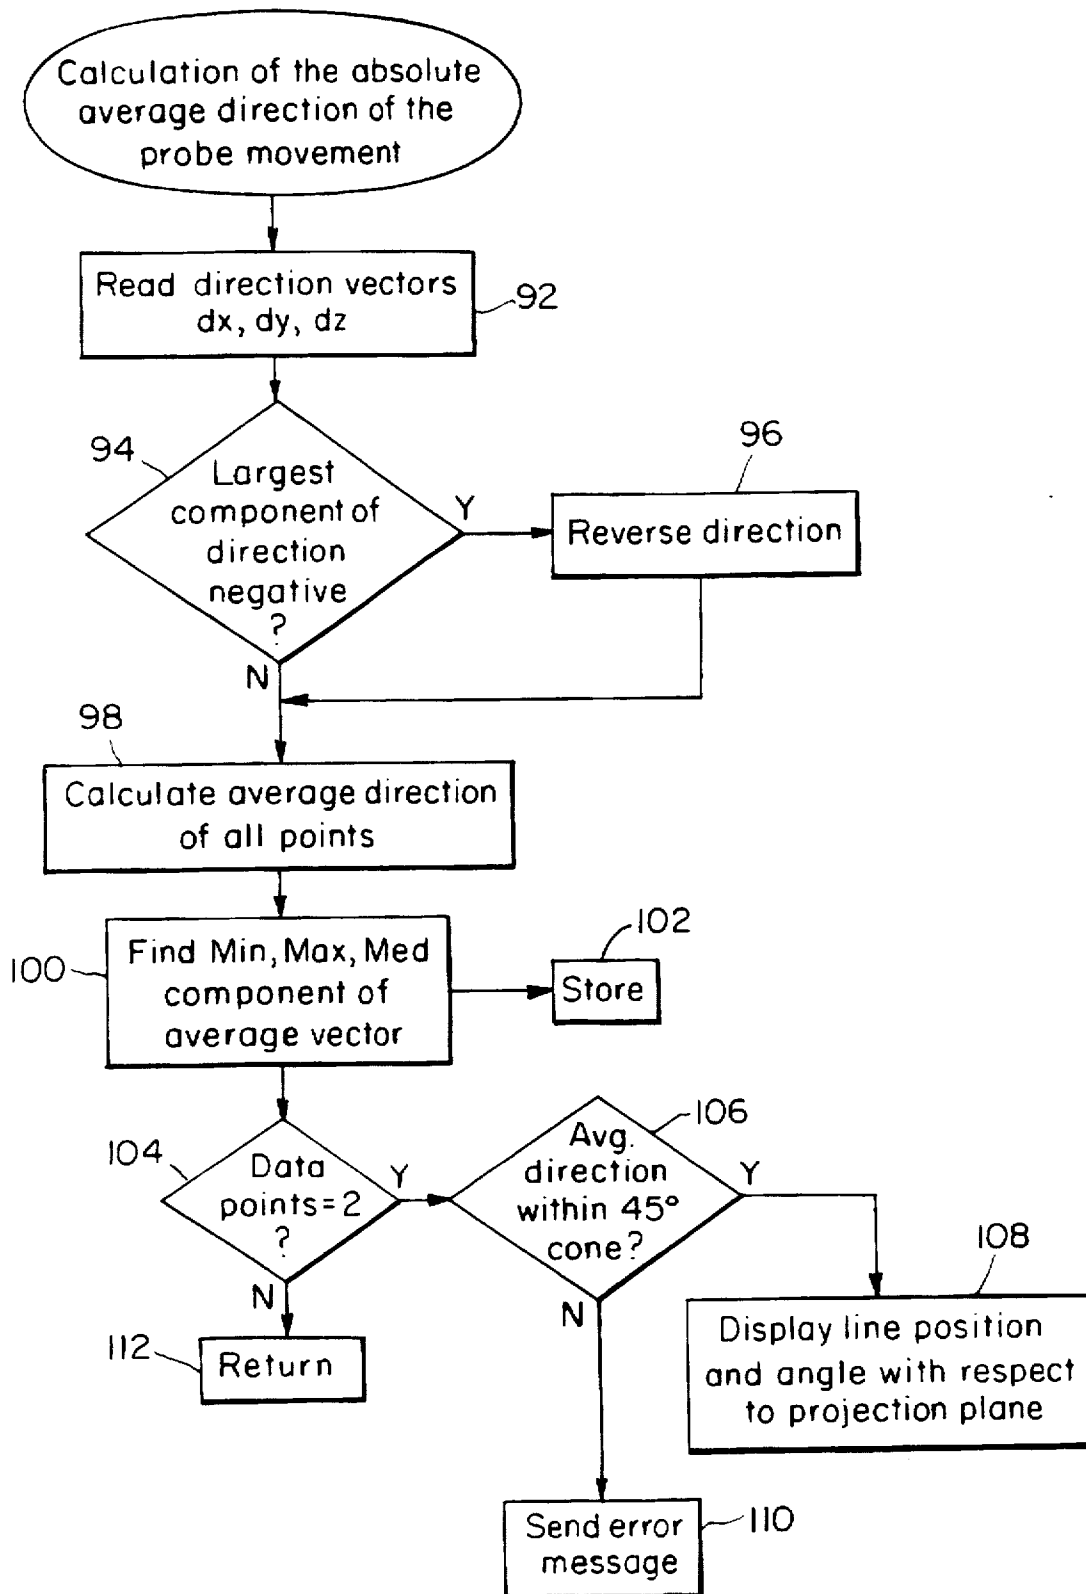 Calculation of the absolute
average direction of the
probe movement
Read direction vectors
dx, dy, dz
92
94
Largest
component of
direction
negative
?
Y
N
96
Reverse direction
98
Calculate average direction
of all points
100
Find Min, Max, Med
component of
average vector
102
Store
104
Data
points=2
?
Y
N
106
Avg.
direction
within 45°
cone?
Y
N
108
Display line position
and angle with respect
to projection plane
112
Return
Send error
message
110